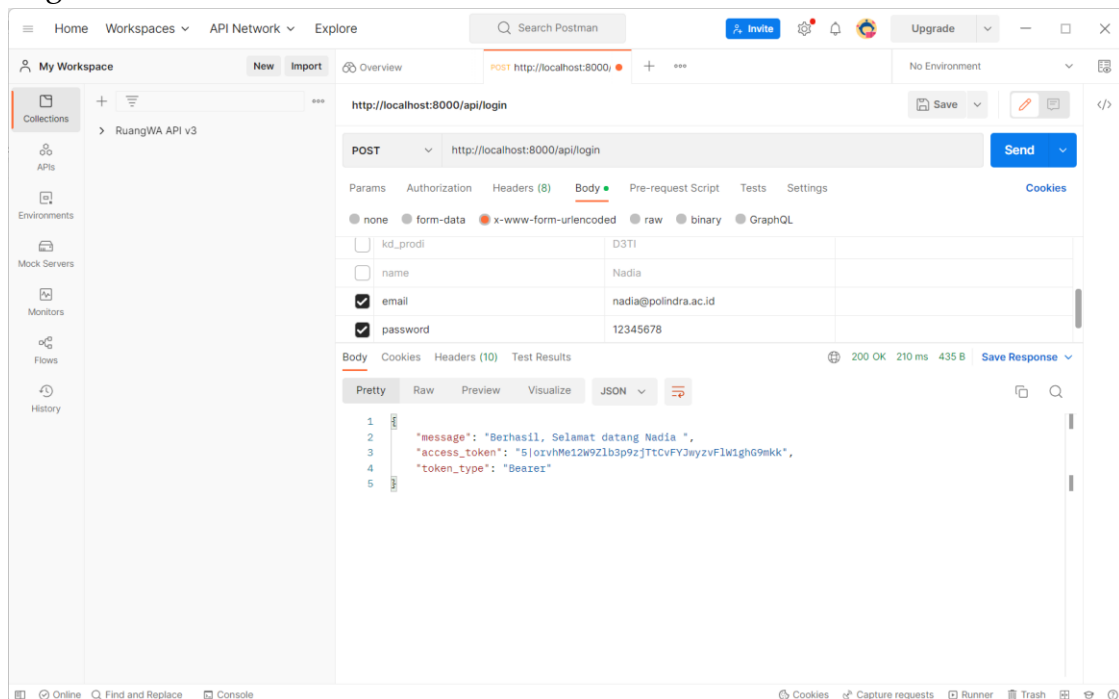 Home Workspaces API Network Explore Search Postman Invite Upgrade
My Workspace New Import Overview POST http://localhost:8000/ No Environment
Collections
APIs
Environments
Mock Servers
Monitors
Flows
History
RuangWA API v3
http://localhost:8000/api/login Save
POST http://localhost:8000/api/login Send
Params Authorization Headers (8) Body Pre-request Script Tests Settings Cookies
none form-data x-www-form-urlencoded raw binary GraphQL
kd_prodi D3TI
name Nadia
email nadia@polindra.ac.id
password 12345678
Body Cookies Headers (10) Test Results 200 OK 210 ms 435 B Save Response
Pretty Raw Preview Visualize JSON
1 {
2 "message": "Berhasil, Selamat datang Nadia ",
3 "access_token": "5|orvhMe12W9Zlb3p9zjTtCvFYJwyzvFlW1ghG9mkk",
4 "token_type": "Bearer"
5 }
Online Find and Replace Console Cookies Capture requests Runner Trash